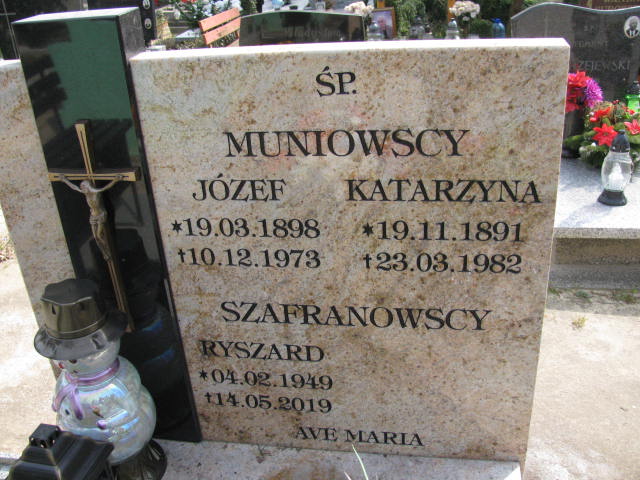 ŚP.
MUNIOWSCY
JÓZEF KATARZYNA
*19.03.1898 *19.11.1891
†10.12.1973 †23.03.1982
SZAFRANOWSCY
RYSZARD
*04.02.1949
†14.05.2019
AVE MARIA